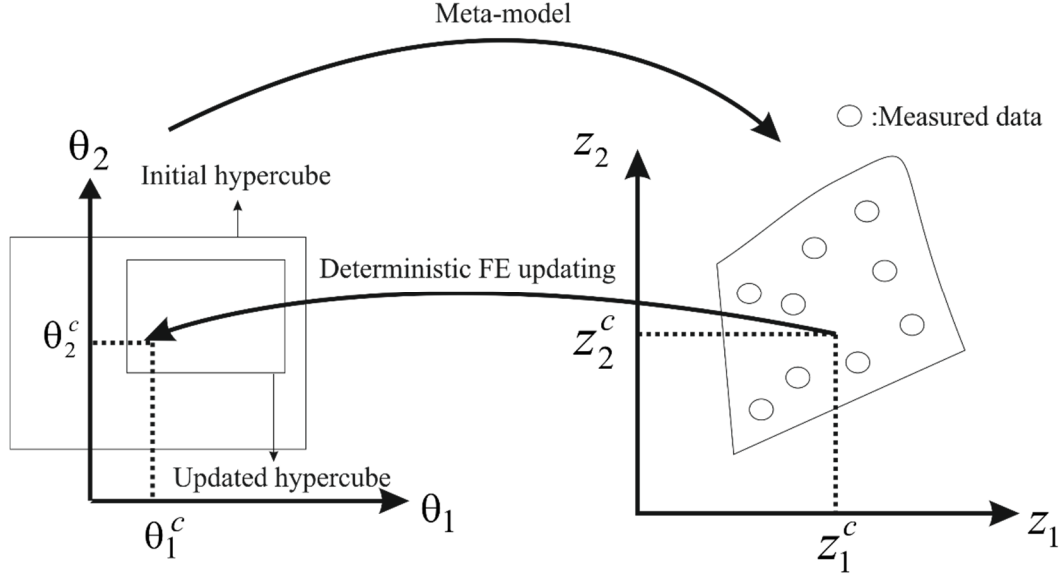 Meta-model
:Measured data
θ₂
z₂
Initial hypercube
Deterministic FE updating
θ₂ᶜ
z₂ᶜ
Updated hypercube
θ₁
z₁
θ₁ᶜ
z₁ᶜ